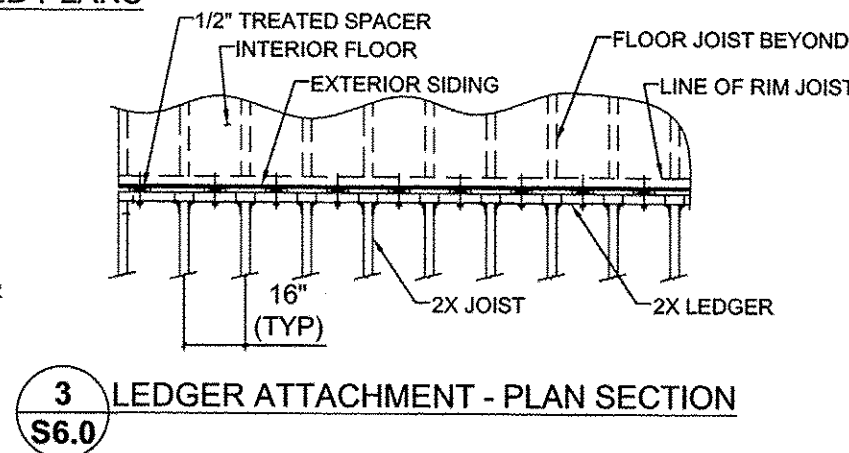 1/2" TREATED SPACER
INTERIOR FLOOR
EXTERIOR SIDING
FLOOR JOIST BEYOND
LINE OF RIM JOIST
16"
(TYP)
2X JOIST
2X LEDGER
3
S6.0
LEDGER ATTACHMENT - PLAN SECTION